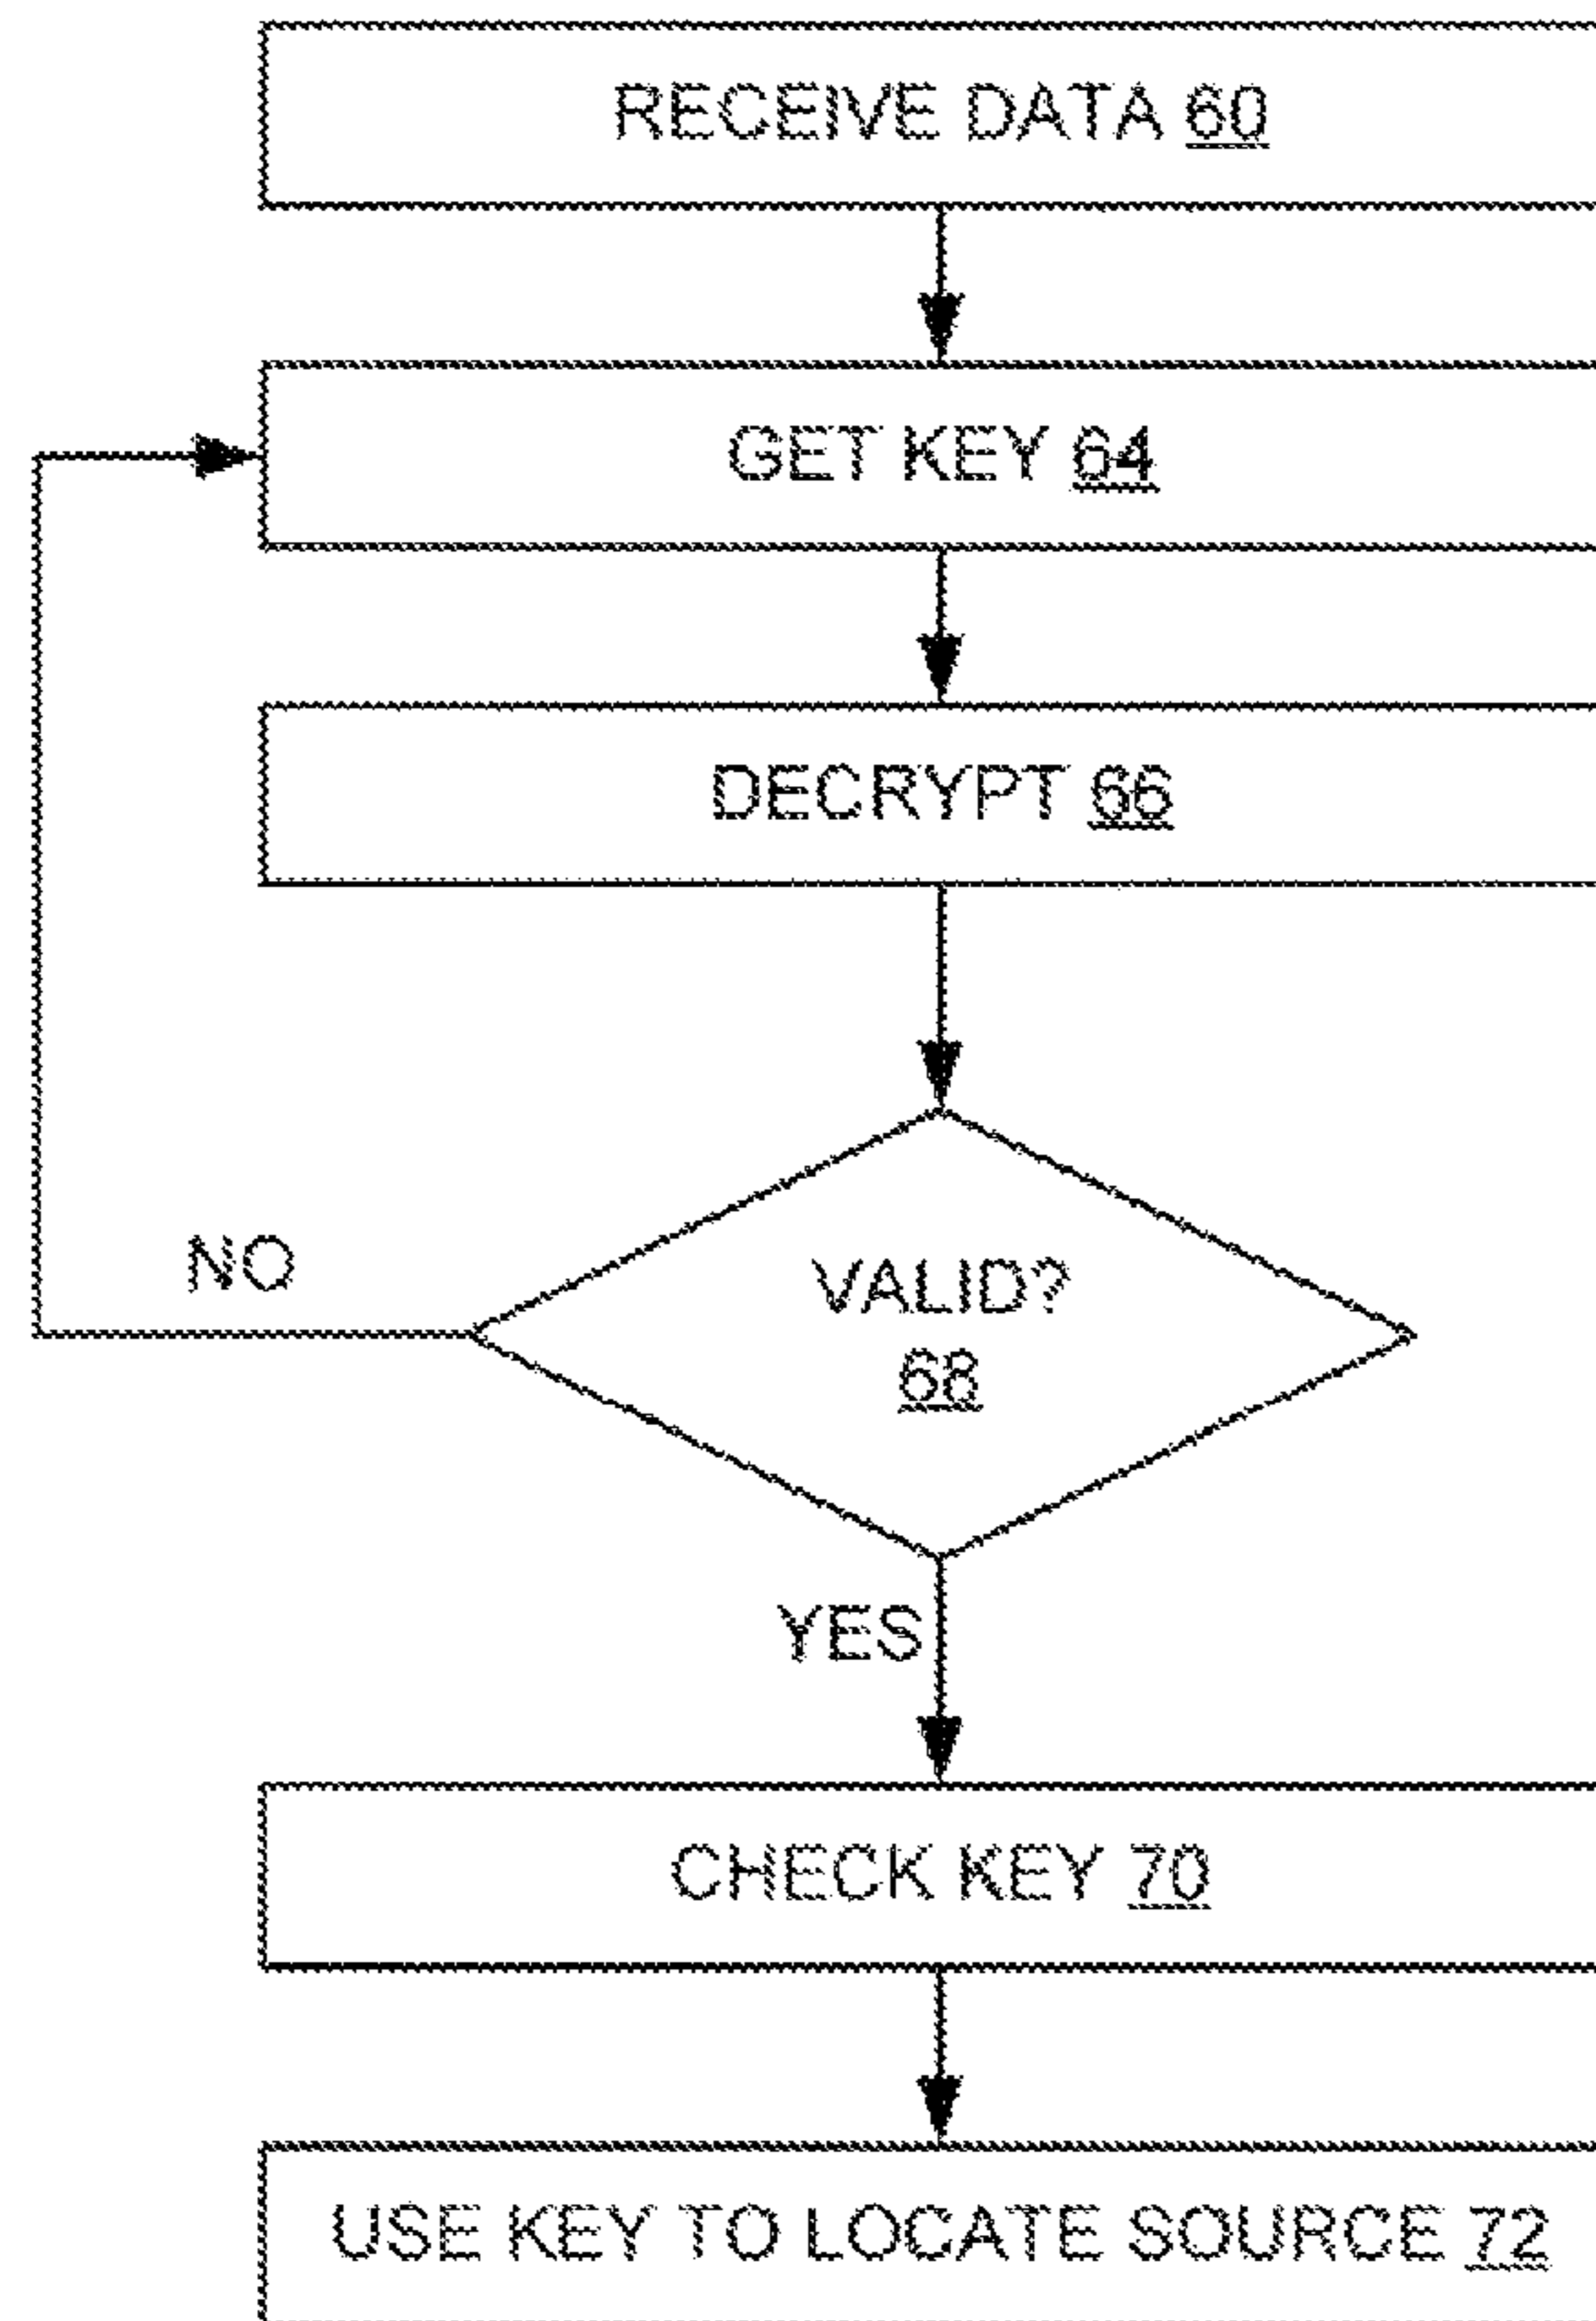 RECEIVE DATA 60
GET KEY 64
DECRYPT 66
NO
VALID?
68
YES
CHECK KEY 70
USE KEY TO LOCATE SOURCE 72